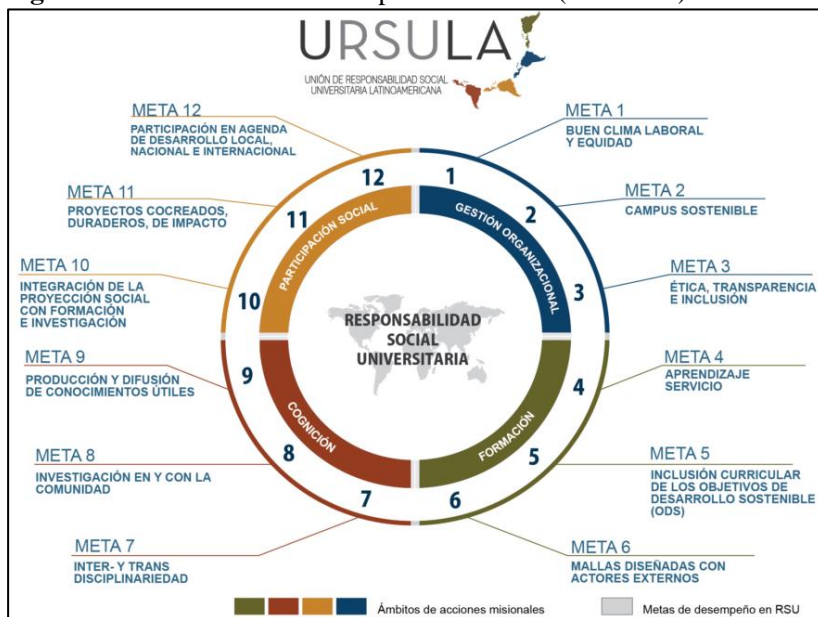 URSULA
UNIÓN DE RESPONSABILIDAD SOCIAL
UNIVERSITARIA LATINOAMERICANA
META 12
PARTICIPACIÓN EN AGENDA
DE DESARROLLO LOCAL,
NACIONAL E INTERNACIONAL
META 11
PROYECTOS COCREADOS,
DURADEROS, DE IMPACTO
META 10
INTEGRACIÓN DE LA
PROYECCIÓN SOCIAL
CON FORMACIÓN
E INVESTIGACIÓN
META 9
PRODUCCIÓN Y DIFUSIÓN
DE CONOCIMIENTOS ÚTILES
META 8
INVESTIGACIÓN EN Y CON LA
COMUNIDAD
META 7
INTER- Y TRANS
DISCIPLINARIEDAD
META 1
BUEN CLIMA LABORAL
Y EQUIDAD
META 2
CAMPUS SOSTENIBLE
META 3
ÉTICA, TRANSPARENCIA
E INCLUSIÓN
META 4
APRENDIZAJE
SERVICIO
META 5
INCLUSIÓN CURRICULAR
DE LOS OBJETIVOS DE
DESARROLLO SOSTENIBLE
(ODS)
META 6
MALLAS DISEÑADAS CON
ACTORES EXTERNOS
1
2
3
4
5
6
7
8
9
10
11
12
GESTIÓN ORGANIZACIONAL
FORMACIÓN
COGNICIÓN
PARTICIPACIÓN SOCIAL
RESPONSABILIDAD
SOCIAL
UNIVERSITARIA
Ámbitos de acciones misionales
Metas de desempeño en RSU